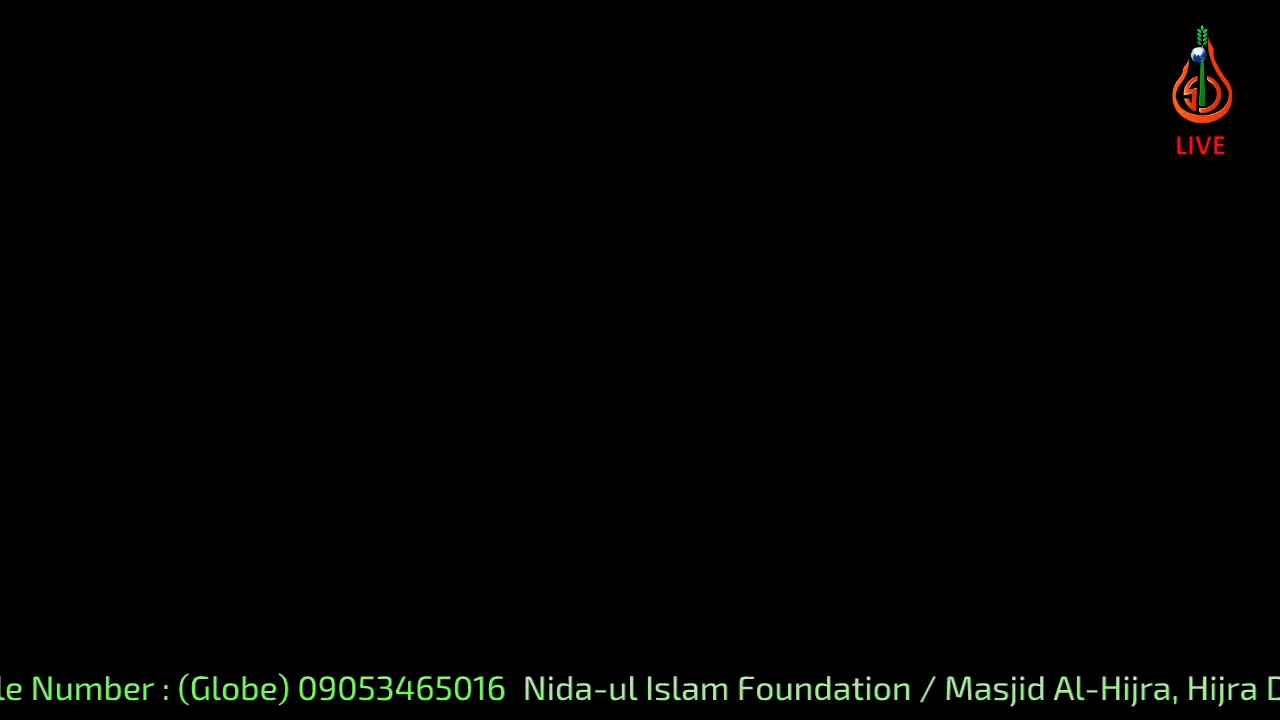 LIVE
le Number : (Globe) 09053465016 Nida-ul Islam Foundation / Masjid Al-Hijra, Hijra D